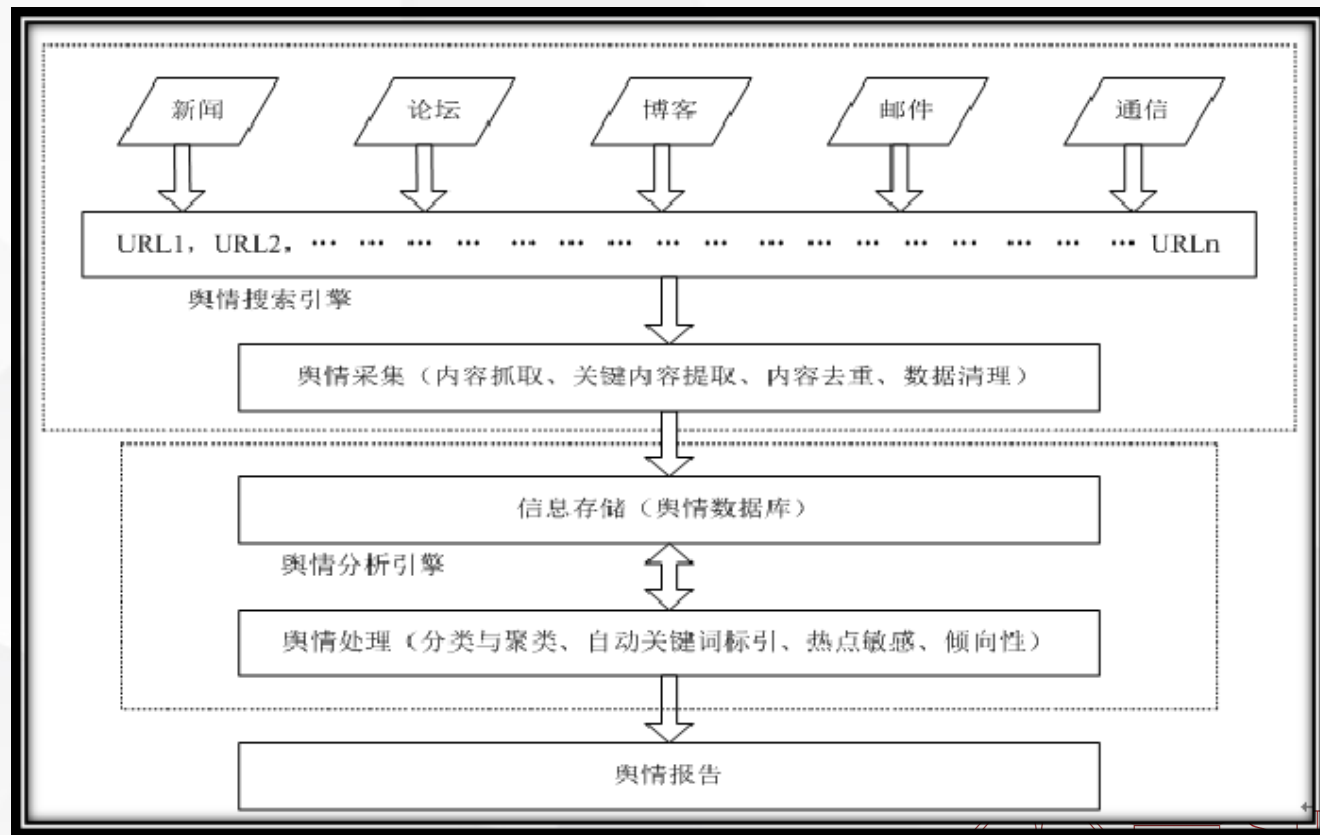 新闻
论坛
博客
邮件
通信
URL1, URL2, … … … … … … … … … … … … … … … … … URLn
舆情搜索引擎
舆情采集（内容抓取、关键内容提取、内容去重、数据清理）
信息存储（舆情数据库）
舆情分析引擎
舆情处理（分类与聚类、自动关键词标引、热点敏感、倾向性）
舆情报告